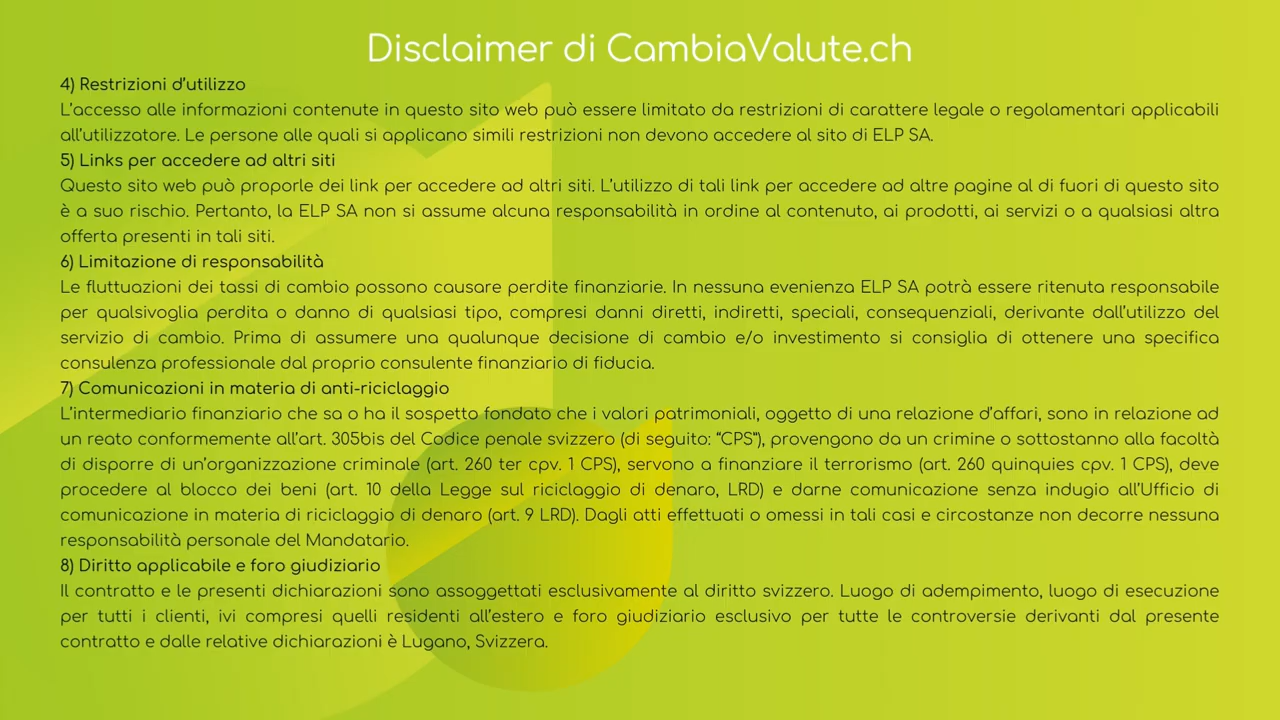 Disclaimer di CambiaValute.ch
4) Restrizioni d'utilizzo
L'accesso alle informazioni contenute in questo sito web può essere limitato da restrizioni di carattere legale o regolamentari applicabili
all'utilizzatore. Le persone alle quali si applicano simili restrizioni non devono accedere al sito di ELP SA.
5) Links per accedere ad altri siti
Questo sito web può proporle dei link per accedere ad altri siti. L'utilizzo di tali link per accedere ad altre pagine al di fuori di questo sito
è a suo rischio. Pertanto, la ELP SA non si assume alcuna responsabilità in ordine al contenuto, ai prodotti, ai servizi o a qualsiasi altra
offerta presenti in tali siti.
6) Limitazione di responsabilità
Le fluttuazioni dei tassi di cambio possono causare perdite finanziarie. In nessuna evenienza ELP SA potrà essere ritenuta responsabile
per qualsivoglia perdita o danno di qualsiasi tipo, compresi danni diretti, indiretti, speciali, consequenziali, derivante dall'utilizzo del
servizio di cambio. Prima di assumere una qualunque decisione di cambio e/o investimento si consiglia di ottenere una specifica
consulenza professionale dal proprio consulente finanziario di fiducia.
7) Comunicazioni in materia di anti-riciclaggio
L'intermediario finanziario che sa o ha il sospetto fondato che i valori patrimoniali, oggetto di una relazione d'affari, sono in relazione ad
un reato conformemente all'art. 305bis del Codice penale svizzero (di seguito: "CPS"), provengono da un crimine o sottostanno alla facoltà
di disporre di un'organizzazione criminale (art. 260 ter cpv. 1 CPS), servono a finanziare il terrorismo (art. 260 quinquies cpv. 1 CPS), deve
procedere al blocco dei beni (art. 10 della Legge sul riciclaggio di denaro, LRD) e darne comunicazione senza indugio all'Ufficio di
comunicazione in materia di riciclaggio di denaro (art. 9 LRD). Dagli atti effettuati o omessi in tali casi e circostanze non decorre nessuna
responsabilità personale del Mandatario.
8) Diritto applicabile e foro giudiziario
Il contratto e le presenti dichiarazioni sono assoggettati esclusivamente al diritto svizzero. Luogo di adempimento, luogo di esecuzione
per tutti i clienti, ivi compresi quelli residenti all'estero e foro giudiziario esclusivo per tutte le controversie derivanti dal presente
contratto e dalle relative dichiarazioni è Lugano, Svizzera.